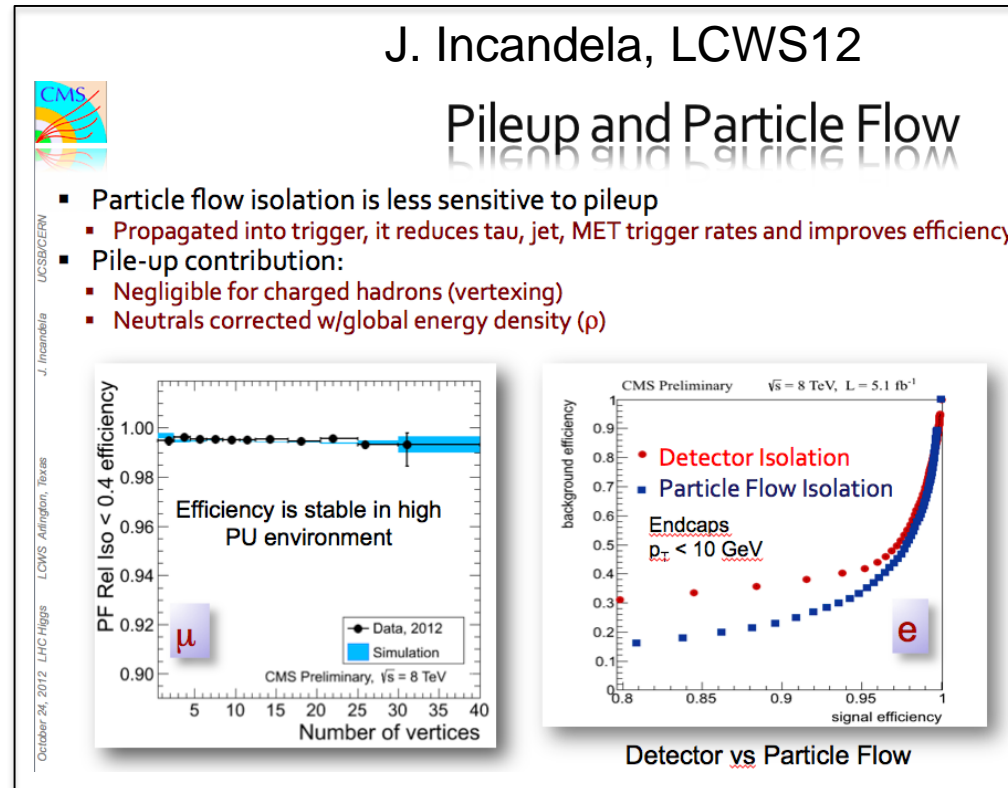 J. Incandela, LCWS12
CMS
Pileup and Particle Flow
▪ Particle flow isolation is less sensitive to pileup
▪ Propagated into trigger, it reduces tau, jet, MET trigger rates and improves efficiency
▪ Pile-up contribution:
▪ Negligible for charged hadrons (vertexing)
▪ Neutrals corrected w/global energy density (ρ)
October 24, 2012 LHC Higgs LCWS Arlington, Texas J. Incandela UCSB/CERN
PF Rel Iso < 0.4 efficiency
1.00
0.98
0.96
0.94
0.92
0.90
Efficiency is stable in high
PU environment
μ
Data, 2012
Simulation
CMS Preliminary, √s = 8 TeV
5 10 15 20 25 30 35 40
Number of vertices
CMS Preliminary √s = 8 TeV, L = 5.1 fb⁻¹
background efficiency
1
0.9
0.8
0.7
0.6
0.5
0.4
0.3
0.2
0.1
0
Detector Isolation
Particle Flow Isolation
Endcaps
p_T < 10 GeV
e
0.8 0.85 0.9 0.95 1
signal efficiency
Detector vs Particle Flow